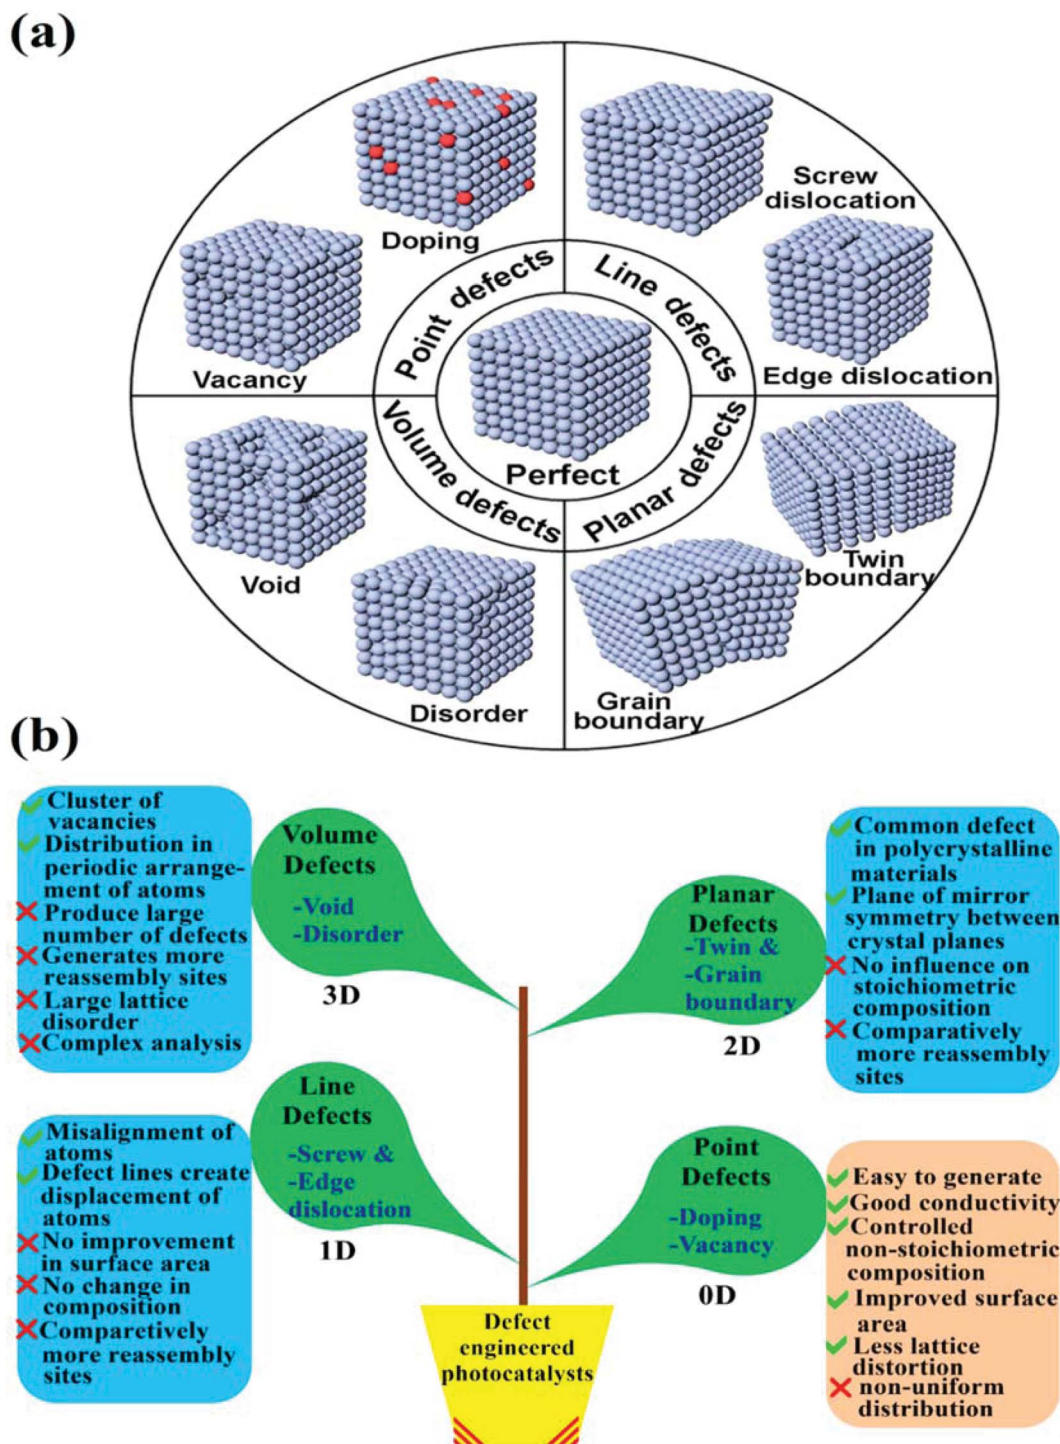 (a)
Doping
Screw
dislocation
Vacancy
Edge dislocation
Point defects
Line defects
Volume defects
Planar defects
Perfect
Void
Twin
boundary
Disorder
Grain
boundary
(b)
Cluster of
vacancies
Distribution in
periodic arrange-
ment of atoms
Produce large
number of defects
Generates more
reassembly sites
Large lattice
disorder
Complex analysis
Volume
Defects
-Void
-Disorder
3D
Planar
Defects
-Twin &
-Grain
boundary
2D
Common defect
in polycrystalline
materials
Plane of mirror
symmetry between
crystal planes
No influence on
stoichiometric
composition
Comparatively
more reassembly
sites
Misalignment of
atoms
Defect lines create
displacement of
atoms
No improvement
in surface area
No change in
composition
Comparetively
more reassembly
sites
Line
Defects
-Screw &
-Edge
dislocation
1D
Point
Defects
-Doping
-Vacancy
0D
Easy to generate
Good conductivity
Controlled
non-stoichiometric
composition
Improved surface
area
Less lattice
distortion
non-uniform
distribution
Defect
engineered
photocatalysts